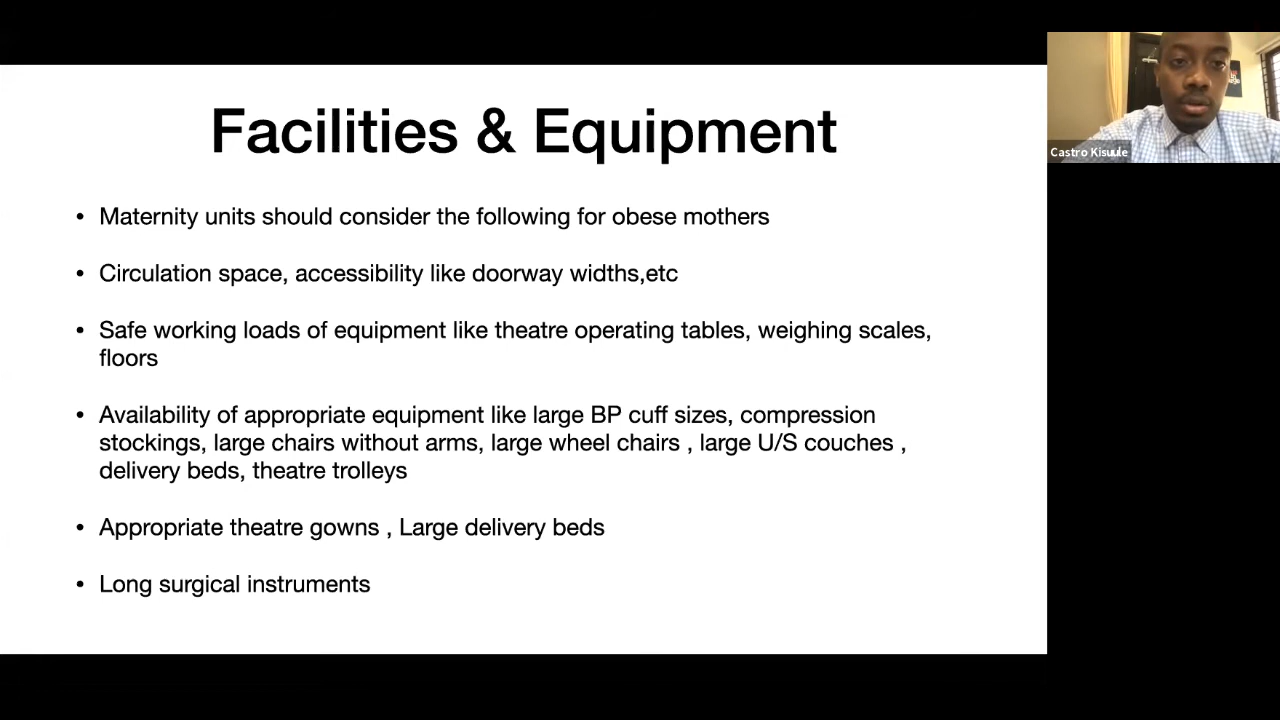 Facilities & Equipment
Castro Kisuule
• Maternity units should consider the following for obese mothers
• Circulation space, accessibility like doorway widths,etc
• Safe working loads of equipment like theatre operating tables, weighing scales,
floors
• Availability of appropriate equipment like large BP cuff sizes, compression
stockings, large chairs without arms, large wheel chairs , large U/S couches ,
delivery beds, theatre trolleys
• Appropriate theatre gowns , Large delivery beds
• Long surgical instruments